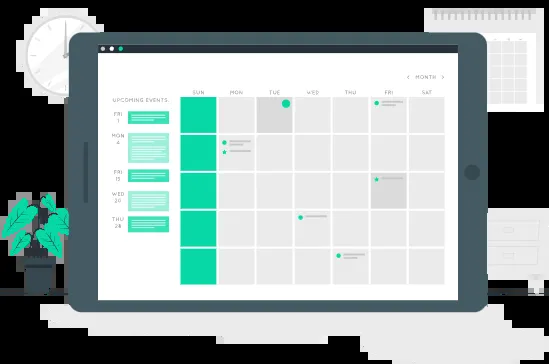 < MONTH >
SUN MON TUE WED THU FRI SAT
UPCOMING EVENTS
FRI
1
MON
4
FRI
WED
20
THU
28